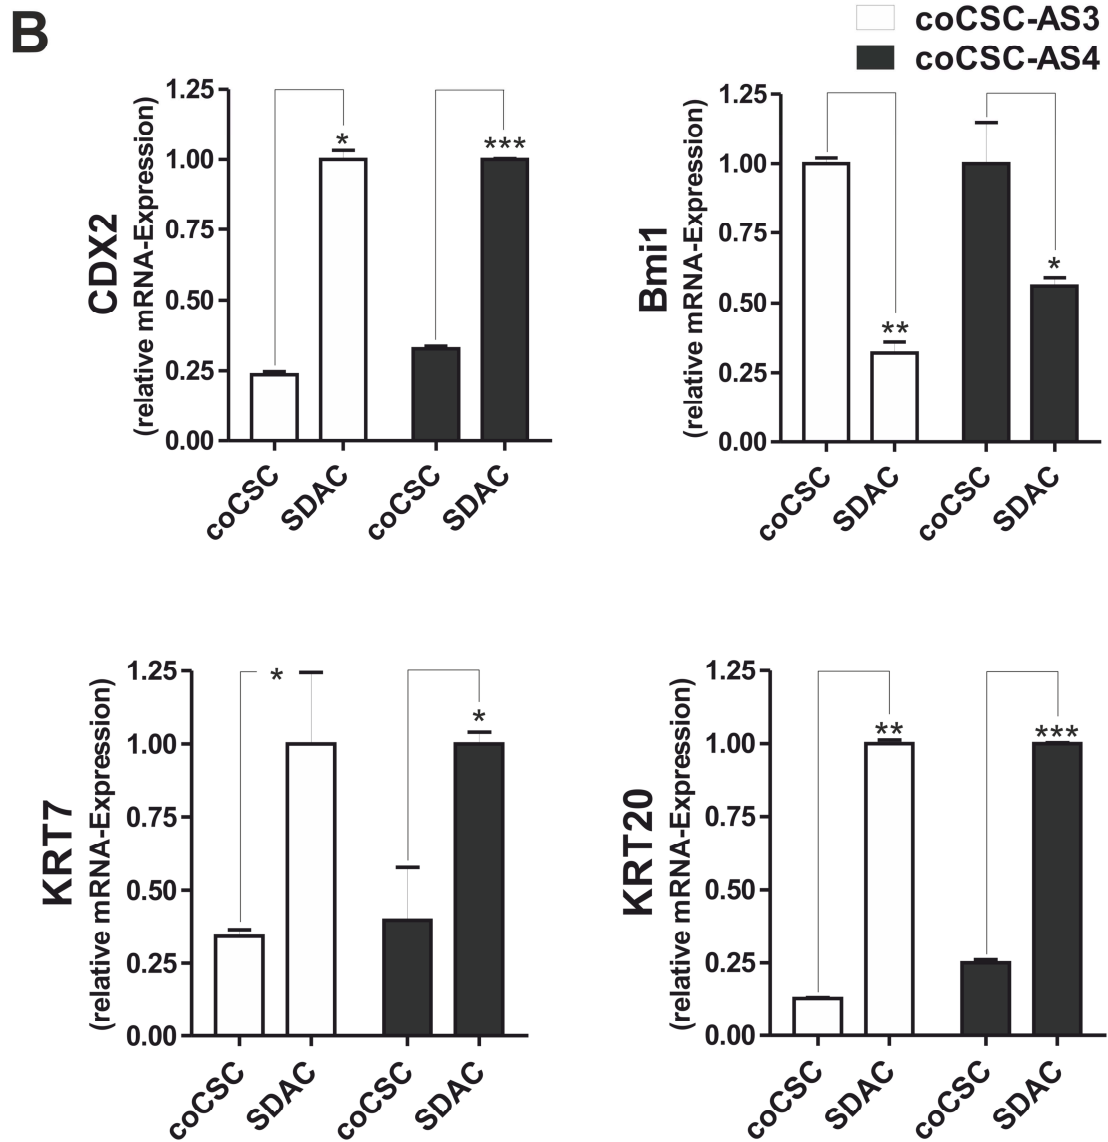 B
coCSC-AS3
coCSC-AS4
CDX2
(relative mRNA-Expression)
1.25
1.00
0.75
0.50
0.25
0.00
*
***
coCSC
SDAC
coCSC
SDAC
Bmi1
(relative mRNA-Expression)
1.25
1.00
0.75
0.50
0.25
0.00
**
*
coCSC
SDAC
coCSC
SDAC
KRT7
(relative mRNA-Expression)
1.25
1.00
0.75
0.50
0.25
0.00
*
*
coCSC
SDAC
coCSC
SDAC
KRT20
(relative mRNA-Expression)
1.25
1.00
0.75
0.50
0.25
0.00
**
***
coCSC
SDAC
coCSC
SDAC